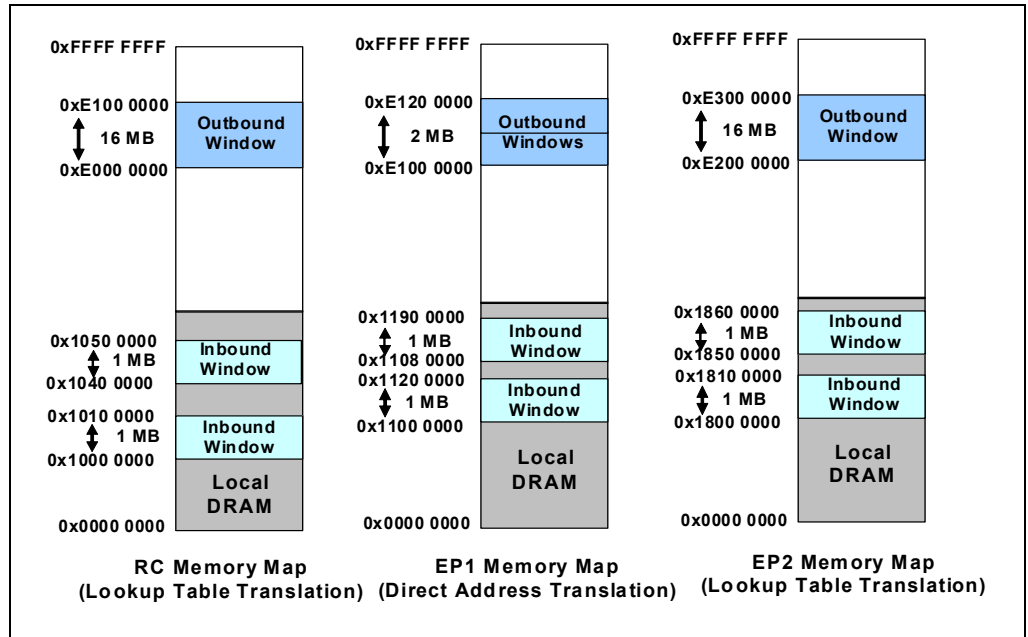 0xFFFF FFFF
0xE100 0000
16 MB
Outbound
Window
0xE000 0000
0x1050 0000
1 MB
Inbound
Window
0x1040 0000
0x1010 0000
1 MB
Inbound
Window
0x1000 0000
Local
DRAM
0x0000 0000
RC Memory Map
(Lookup Table Translation)
0xFFFF FFFF
0xE120 0000
2 MB
Outbound
Windows
0xE100 0000
0x1190 0000
1 MB
Inbound
Window
0x1108 0000
0x1120 0000
1 MB
Inbound
Window
0x1100 0000
Local
DRAM
0x0000 0000
EP1 Memory Map
(Direct Address Translation)
0xFFFF FFFF
0xE300 0000
16 MB
Outbound
Window
0xE200 0000
0x1860 0000
1 MB
Inbound
Window
0x1850 0000
0x1810 0000
1 MB
Inbound
Window
0x1800 0000
Local
DRAM
0x0000 0000
EP2 Memory Map
(Lookup Table Translation)